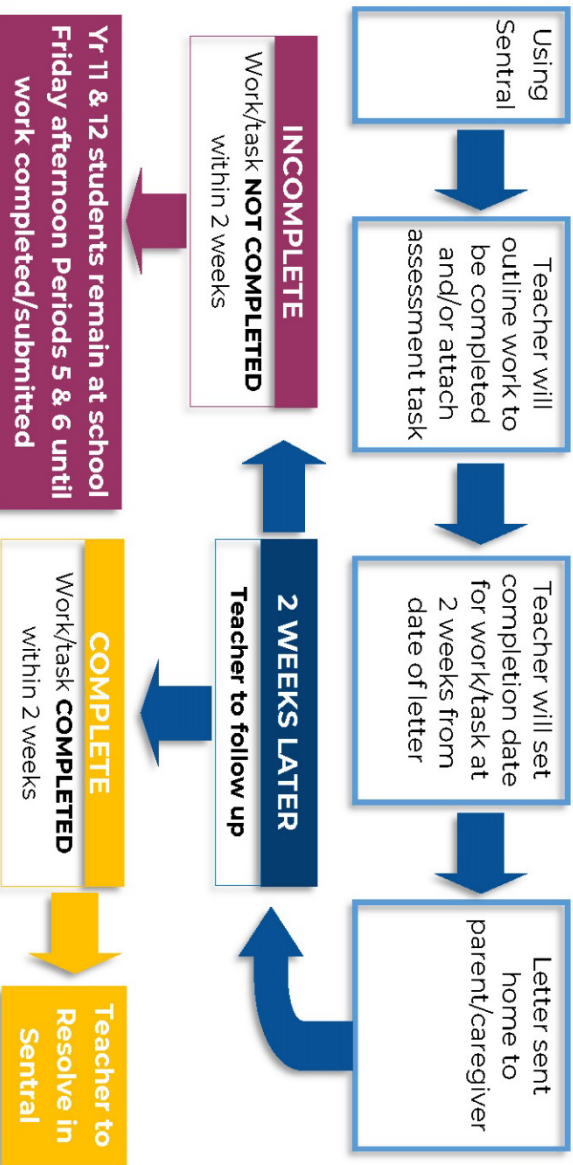 Using
Sentral
Teacher will
outline work to
be completed
and/or attach
assessment task
Teacher will set
completion date
for work/task at
2 weeks from
date of letter
Letter sent
home to
parent/caregiver
2 WEEKS LATER
Teacher to follow up
INCOMPLETE
Work/task NOT COMPLETED
within 2 weeks
Yr 11 & 12 students remain at school
Friday afternoon Periods 5 & 6 until
work completed/submitted
COMPLETE
Work/task COMPLETED
within 2 weeks
Teacher to
Resolve in
Sentral